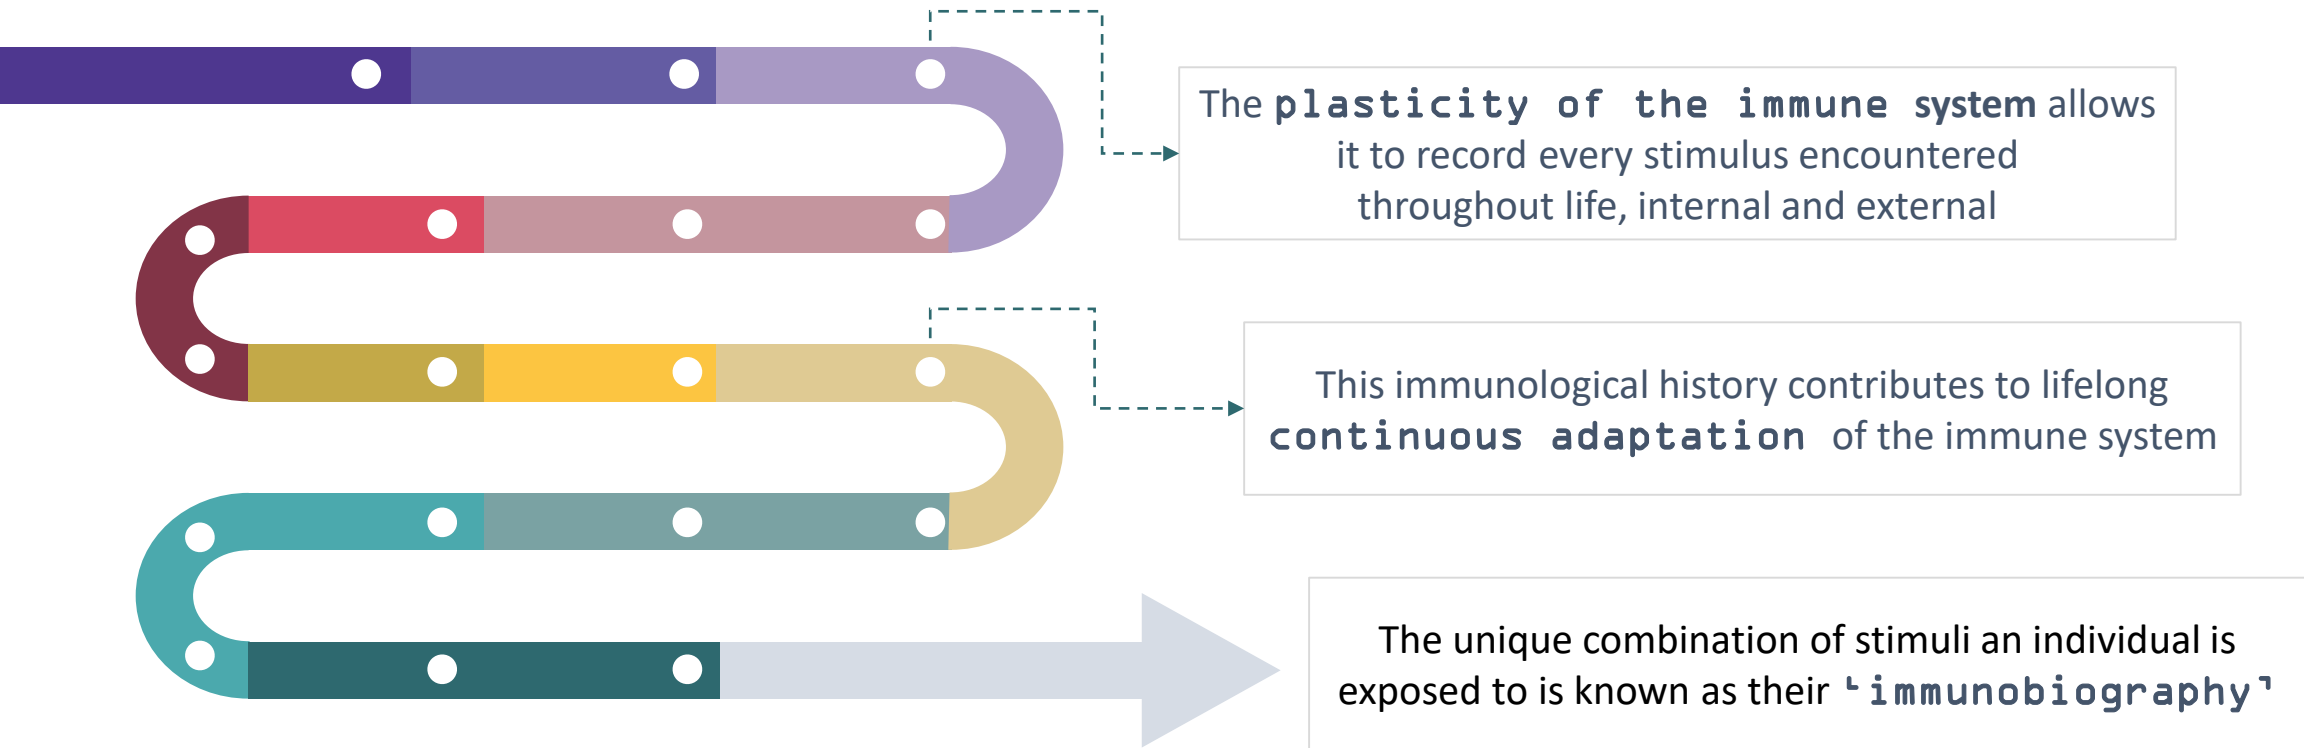 The plasticity of the immune system allows
it to record every stimulus encountered
throughout life, internal and external
This immunological history contributes to lifelong
continuous adaptation of the immune system
The unique combination of stimuli an individual is
exposed to is known as their ‘immunobiography’